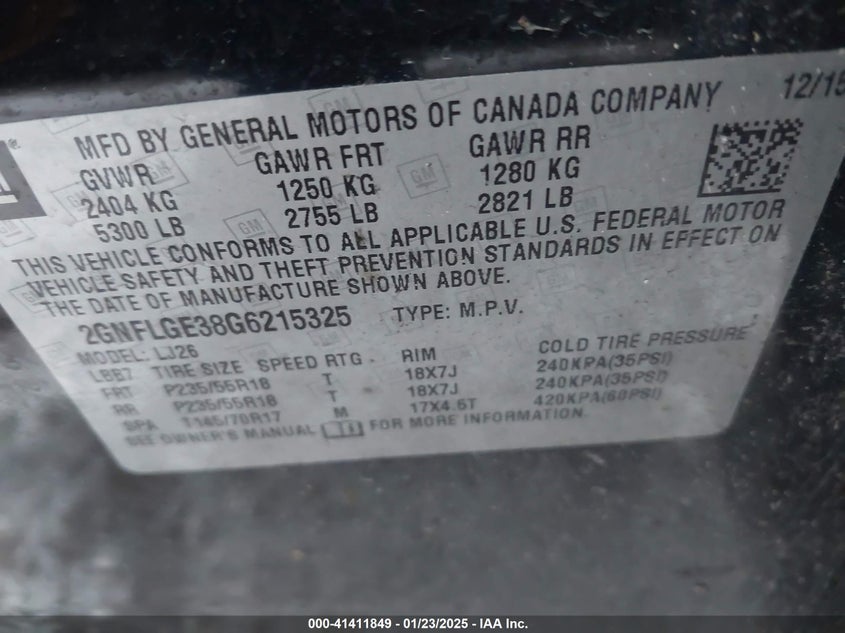 12/15
MFD BY GENERAL MOTORS OF CANADA COMPANY
GVWR GAWR FRT GAWR RR
2404 KG 1250 KG 1280 KG
5300 LB 2755 LB 2821 LB
THIS VEHICLE CONFORMS TO ALL APPLICABLE U.S. FEDERAL MOTOR
VEHICLE SAFETY AND THEFT PREVENTION STANDARDS IN EFFECT ON
THE DATE OF MANUFACTURE SHOWN ABOVE.
2GNFLGE38G6215325 TYPE: M.P.V.
MODEL: LJ26
LBB7 TIRE SIZE SPEED RTG RIM COLD TIRE PRESSURE
FRT P235/55R18 T 18X7J 240KPA(35PSI)
RR P235/55R18 T 18X7J 240KPA(35PSI)
SPA T145/70R17 M 17X4.5T 420KPA(60PSI)
SEE OWNER'S MANUAL FOR MORE INFORMATION.
000-41411849 - 01/23/2025 - IAA Inc.